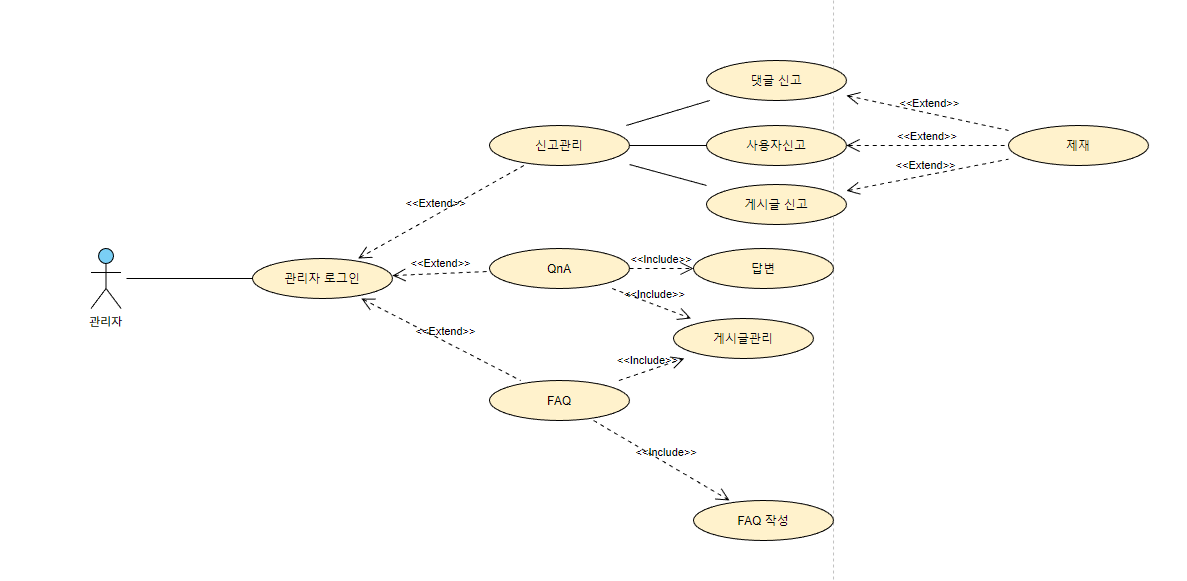 댓글 신고
<<Extend>>
신고관리
사용자신고
<<Extend>>
제재
<<Extend>>
<<Extend>>
게시글 신고
관리자
관리자 로그인
<<Extend>>
QnA
<<Include>>
답변
<<Include>>
게시글관리
<<Extend>>
<<Include>>
FAQ
<<Include>>
FAQ 작성